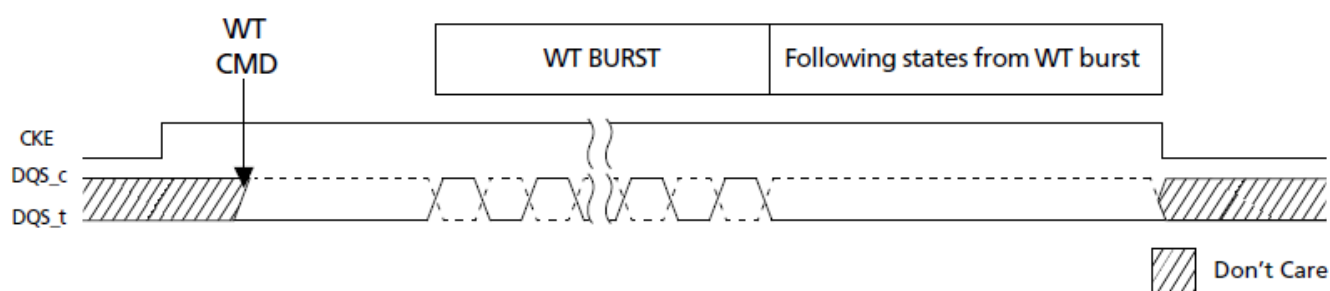 WT
CMD
WT BURST
Following states from WT burst
CKE
DQS_c
DQS_t
Don't Care